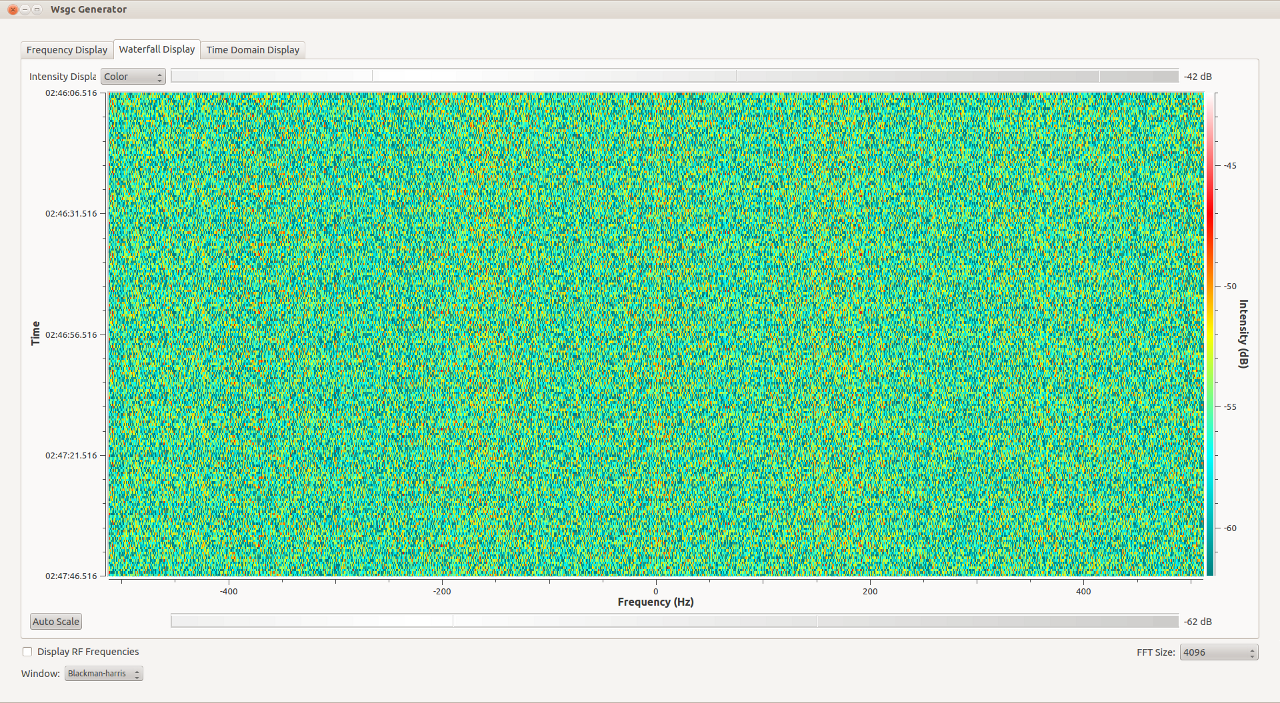 Wsgc Generator
Frequency Display Waterfall Display Time Domain Display
Intensity Displa Color -42 dB
02:46:06.516
-45
02:46:31.516
-50
Time
Intensity (dB)
02:46:56.516
-55
02:47:21.516
-60
02:47:46.516
-400 -200 0 200 400
Frequency (Hz)
Auto Scale -62 dB
Display RF Frequencies FFT Size: 4096
Window: Blackman-harris